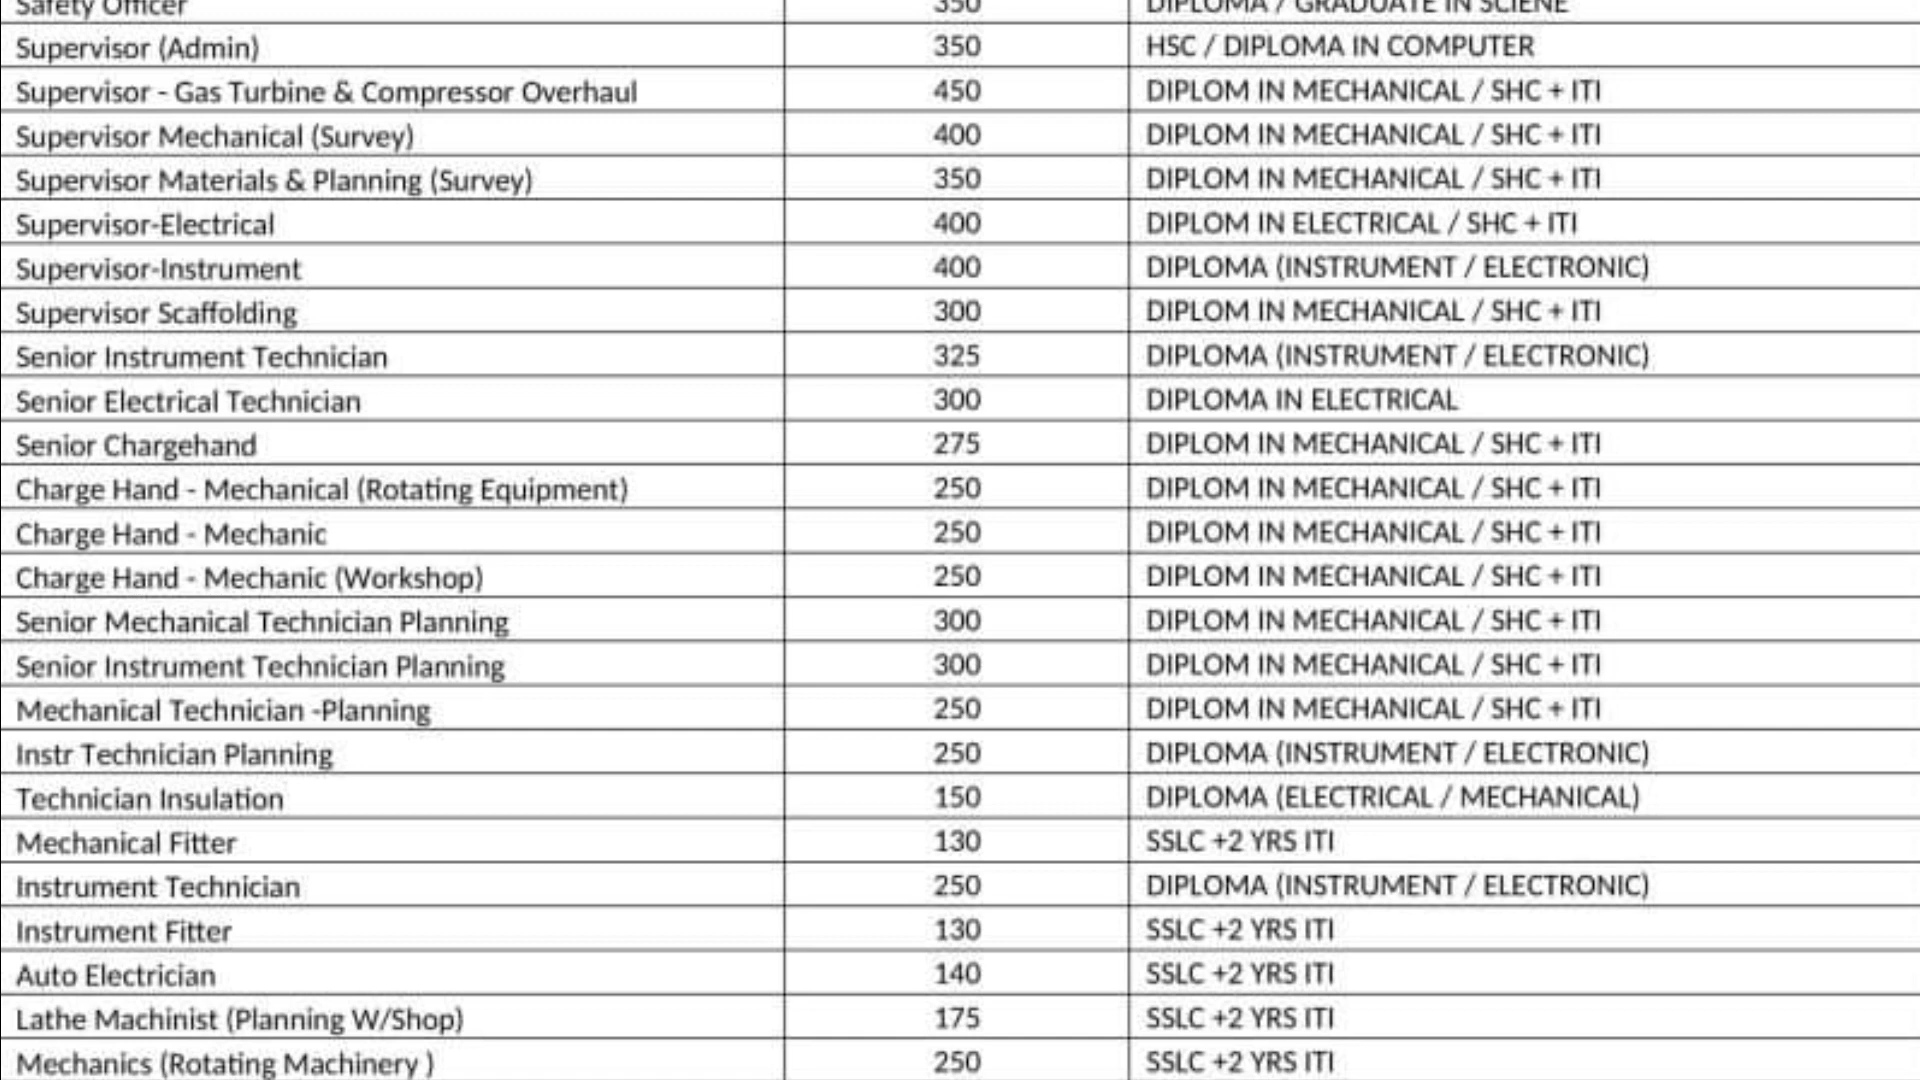 Safety Officer 350 DIPLOMA / GRADUATE IN SCIENE
Supervisor (Admin) 350 HSC / DIPLOMA IN COMPUTER
Supervisor - Gas Turbine & Compressor Overhaul 450 DIPLOM IN MECHANICAL / SHC + ITI
Supervisor Mechanical (Survey) 400 DIPLOM IN MECHANICAL / SHC + ITI
Supervisor Materials & Planning (Survey) 350 DIPLOM IN MECHANICAL / SHC + ITI
Supervisor-Electrical 400 DIPLOM IN ELECTRICAL / SHC + ITI
Supervisor-Instrument 400 DIPLOMA (INSTRUMENT / ELECTRONIC)
Supervisor Scaffolding 300 DIPLOM IN MECHANICAL / SHC + ITI
Senior Instrument Technician 325 DIPLOMA (INSTRUMENT / ELECTRONIC)
Senior Electrical Technician 300 DIPLOMA IN ELECTRICAL
Senior Chargehand 275 DIPLOM IN MECHANICAL / SHC + ITI
Charge Hand - Mechanical (Rotating Equipment) 250 DIPLOM IN MECHANICAL / SHC + ITI
Charge Hand - Mechanic 250 DIPLOM IN MECHANICAL / SHC + ITI
Charge Hand - Mechanic (Workshop) 250 DIPLOM IN MECHANICAL / SHC + ITI
Senior Mechanical Technician Planning 300 DIPLOM IN MECHANICAL / SHC + ITI
Senior Instrument Technician Planning 300 DIPLOM IN MECHANICAL / SHC + ITI
Mechanical Technician -Planning 250 DIPLOM IN MECHANICAL / SHC + ITI
Instr Technician Planning 250 DIPLOMA (INSTRUMENT / ELECTRONIC)
Technician Insulation 150 DIPLOMA (ELECTRICAL / MECHANICAL)
Mechanical Fitter 130 SSLC +2 YRS ITI
Instrument Technician 250 DIPLOMA (INSTRUMENT / ELECTRONIC)
Instrument Fitter 130 SSLC +2 YRS ITI
Auto Electrician 140 SSLC +2 YRS ITI
Lathe Machinist (Planning W/Shop) 175 SSLC +2 YRS ITI
Mechanics (Rotating Machinery ) 250 SSLC +2 YRS ITI